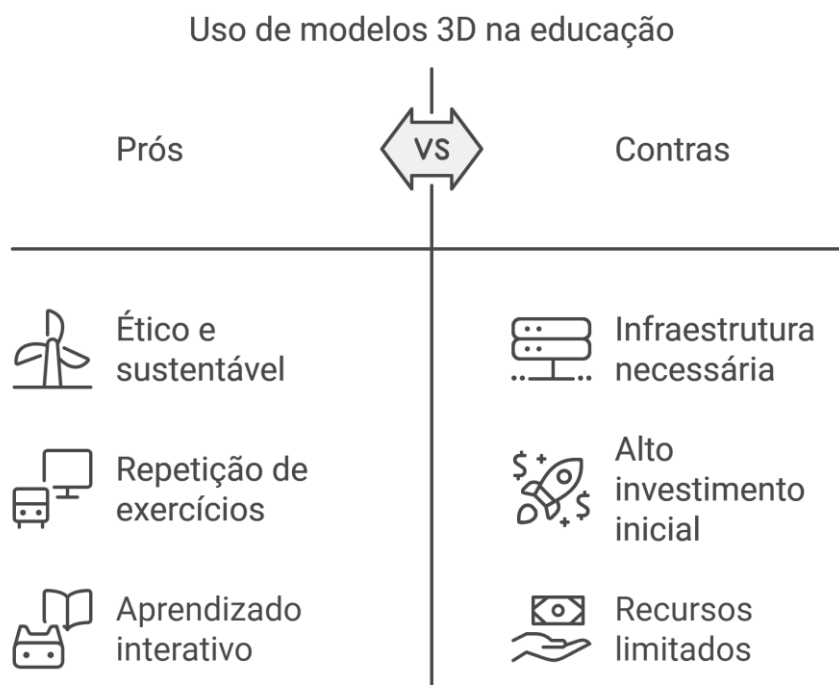 Uso de modelos 3D na educação
Prós
VS
Contras
Ético e
sustentável
Repetição de
exercícios
Aprendizado
interativo
Infraestrutura
necessária
Alto
investimento
inicial
Recursos
limitados